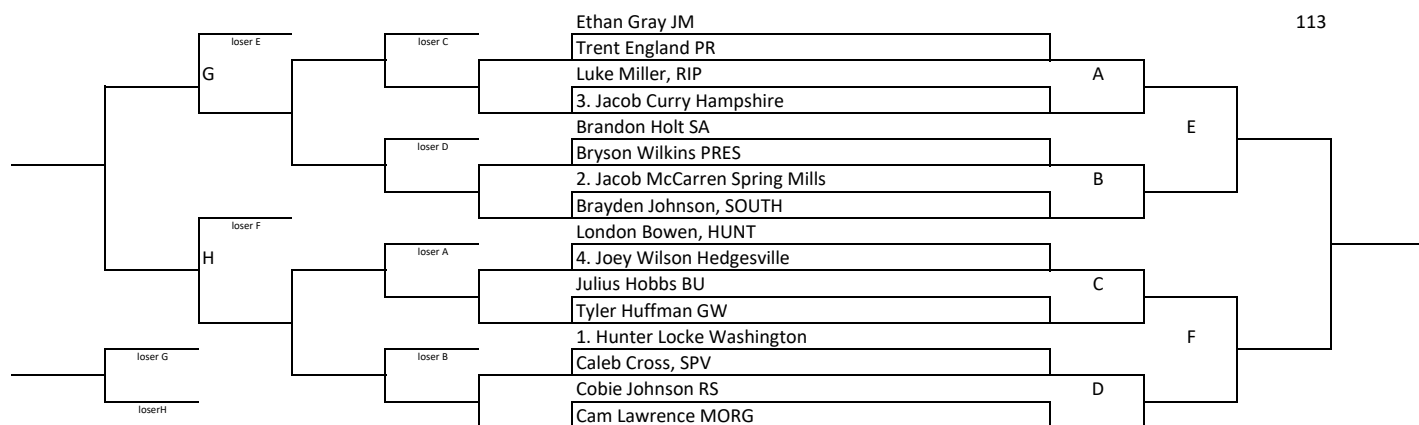 Ethan Gray JM 113
loser E loser C Trent England PR
G Luke Miller, RIP A
3. Jacob Curry Hampshire
Brandon Holt SA E
loser D Bryson Wilkins PRES
2. Jacob McCarren Spring Mills B
Brayden Johnson, SOUTH
loser F London Bowen, HUNT
H loser A 4. Joey Wilson Hedgesville
Julius Hobbs BU C
Tyler Huffman GW
1. Hunter Locke Washington F
loser G loser B Caleb Cross, SPV
Cobie Johnson RS D
loserH Cam Lawrence MORG